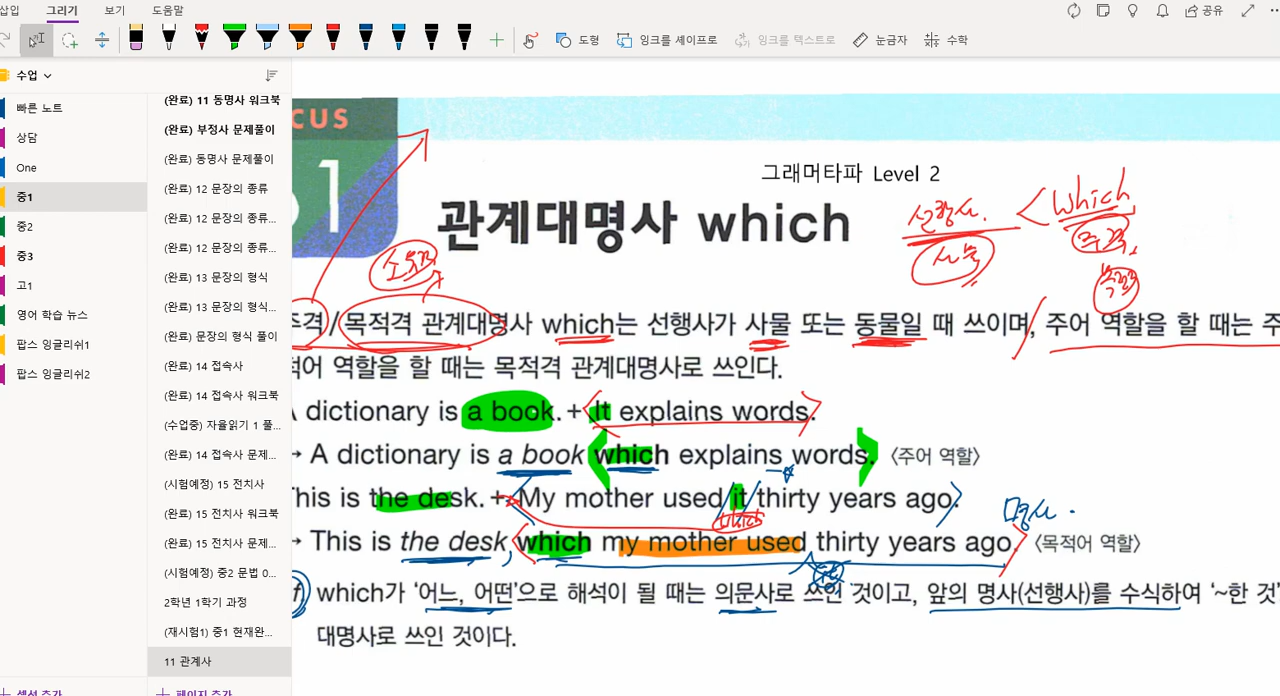 삽입 그리기 보기 도움말 공유
도형 잉크를 셰이프로 잉크를 텍스트로 눈금자 수학
수업
빠른 노트
상담
One
중1
중2
중3
고1
영어 학습 뉴스
팝스 잉글리쉬1
팝스 잉글리쉬2
섹션 추가
(완료) 11 동명사 워크북
(완료) 부정사 문제풀이
(완료) 동명사 문제풀이
(완료) 12 문장의 종류
(완료) 12 문장의 종류...
(완료) 12 문장의 종류...
(완료) 13 문장의 형식
(완료) 13 문장의 형식...
(완료) 문장의 형식 풀이
(완료) 14 접속사
(완료) 14 접속사 워크북
(수업중) 자율읽기 1 풀...
(완료) 14 접속사 문제...
(시험예정) 15 전치사
(완료) 15 전치사 워크북
(완료) 15 전치사 문제...
(시험예정) 중2 문법 0...
2학년 1학기 과정
(재시험1) 중1 현재완...
11 관계사
페이지 추가
CUS
1
그래머타파 Level 2
관계대명사 which
선행사. which
사물 주격,
목적격
소유격
주격/목적격 관계대명사 which는 선행사가 사물 또는 동물일 때 쓰이며, 주어 역할을 할 때는 주
적어 역할을 할 때는 목적격 관계대명사로 쓰인다.
A dictionary is a book. + It explains words.
→ A dictionary is a book which explains words. 〈주어 역할〉
This is the desk. + My mother used it thirty years ago.
which
명사.
→ This is the desk which my mother used thirty years ago. 〈목적어 역할〉
which가 '어느, 어떤'으로 해석이 될 때는 의문사로 쓰인 것이고, 앞의 명사(선행사)를 수식하여 '~한 것'
대명사로 쓰인 것이다.